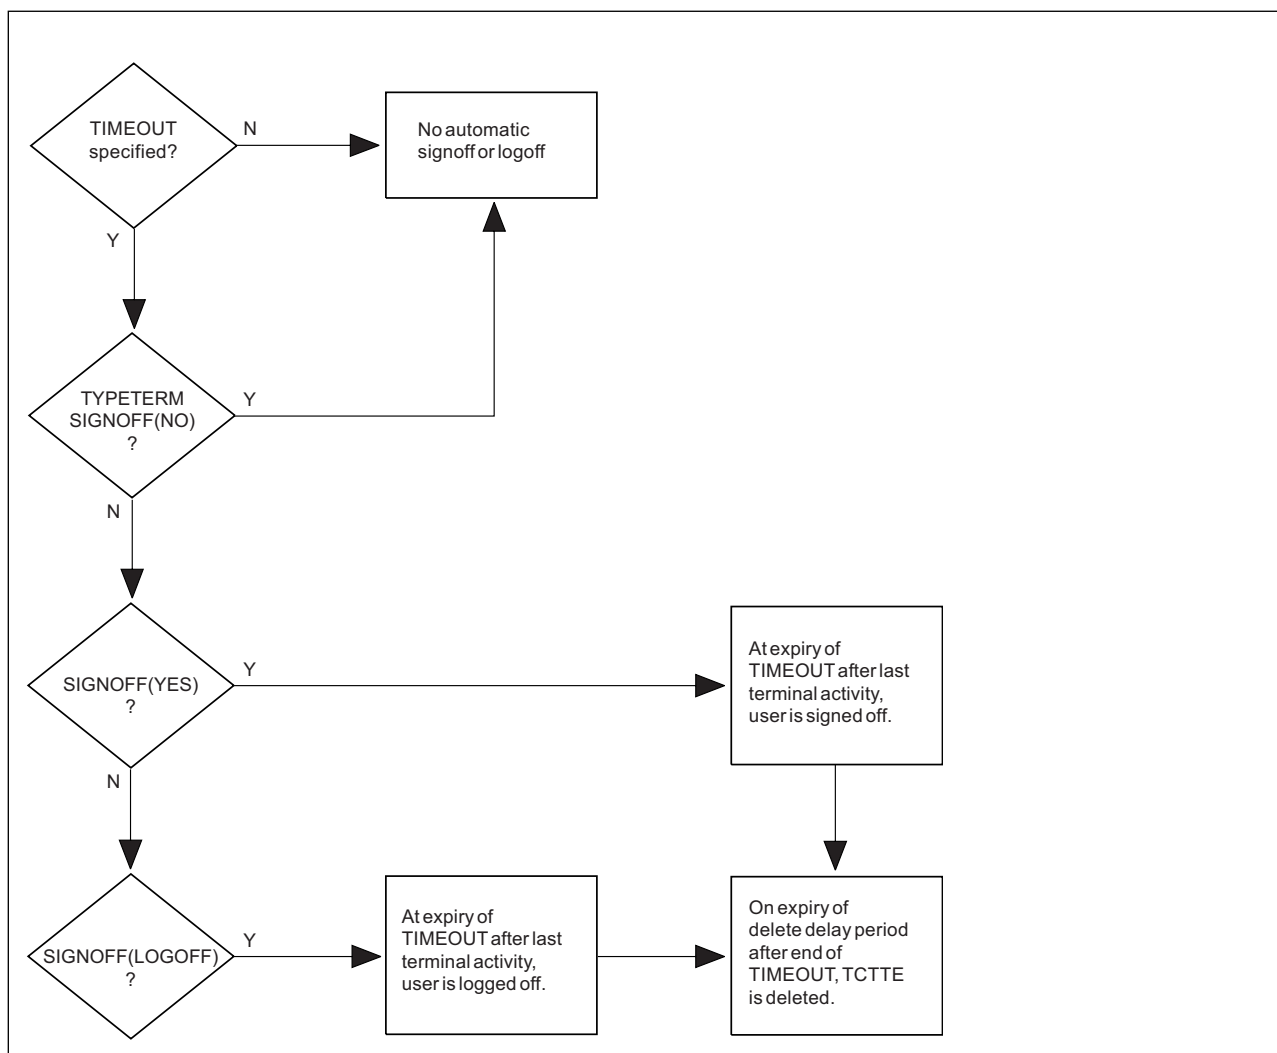 TIMEOUT
specified?
N
No automatic
signoff or logoff
Y
TYPETERM
SIGNOFF(NO)
?
Y
N
SIGNOFF(YES)
?
Y
At expiry of
TIMEOUT after last
terminal activity,
user is signed off.
N
SIGNOFF(LOGOFF)
?
Y
At expiry of
TIMEOUT after last
terminal activity,
user is logged off.
On expiry of
delete delay period
after end of
TIMEOUT, TCTTE
is deleted.